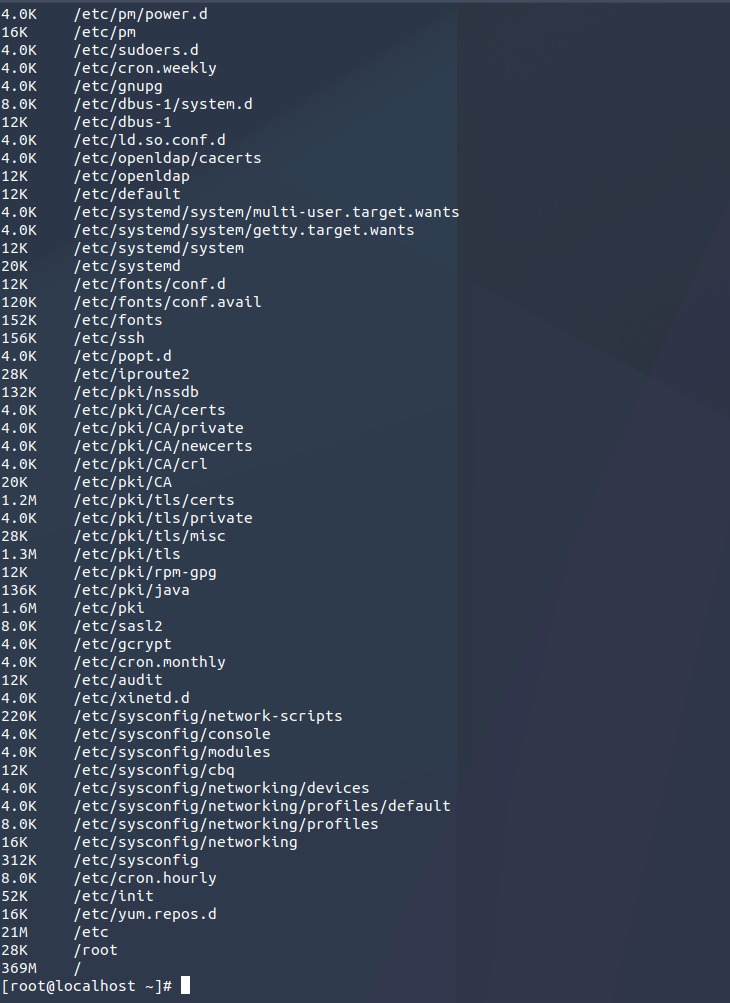 4.0K    /etc/pm/power.d
16K     /etc/pm
4.0K    /etc/sudoers.d
4.0K    /etc/cron.weekly
4.0K    /etc/gnupg
8.0K    /etc/dbus-1/system.d
12K     /etc/dbus-1
4.0K    /etc/ld.so.conf.d
4.0K    /etc/openldap/cacerts
12K     /etc/openldap
12K     /etc/default
4.0K    /etc/systemd/system/multi-user.target.wants
4.0K    /etc/systemd/system/getty.target.wants
12K     /etc/systemd/system
20K     /etc/systemd
12K     /etc/fonts/conf.d
120K    /etc/fonts/conf.avail
152K    /etc/fonts
156K    /etc/ssh
4.0K    /etc/popt.d
28K     /etc/iproute2
132K    /etc/pki/nssdb
4.0K    /etc/pki/CA/certs
4.0K    /etc/pki/CA/private
4.0K    /etc/pki/CA/newcerts
4.0K    /etc/pki/CA/crl
20K     /etc/pki/CA
1.2M    /etc/pki/tls/certs
4.0K    /etc/pki/tls/private
28K     /etc/pki/tls/misc
1.3M    /etc/pki/tls
12K     /etc/pki/rpm-gpg
136K    /etc/pki/java
1.6M    /etc/pki
8.0K    /etc/sasl2
4.0K    /etc/gcrypt
4.0K    /etc/cron.monthly
12K     /etc/audit
4.0K    /etc/xinetd.d
220K    /etc/sysconfig/network-scripts
4.0K    /etc/sysconfig/console
4.0K    /etc/sysconfig/modules
12K     /etc/sysconfig/cbq
4.0K    /etc/sysconfig/networking/devices
4.0K    /etc/sysconfig/networking/profiles/default
8.0K    /etc/sysconfig/networking/profiles
16K     /etc/sysconfig/networking
312K    /etc/sysconfig
8.0K    /etc/cron.hourly
52K     /etc/init
16K     /etc/yum.repos.d
21M     /etc
28K     /root
369M    /
[root@localhost ~]#